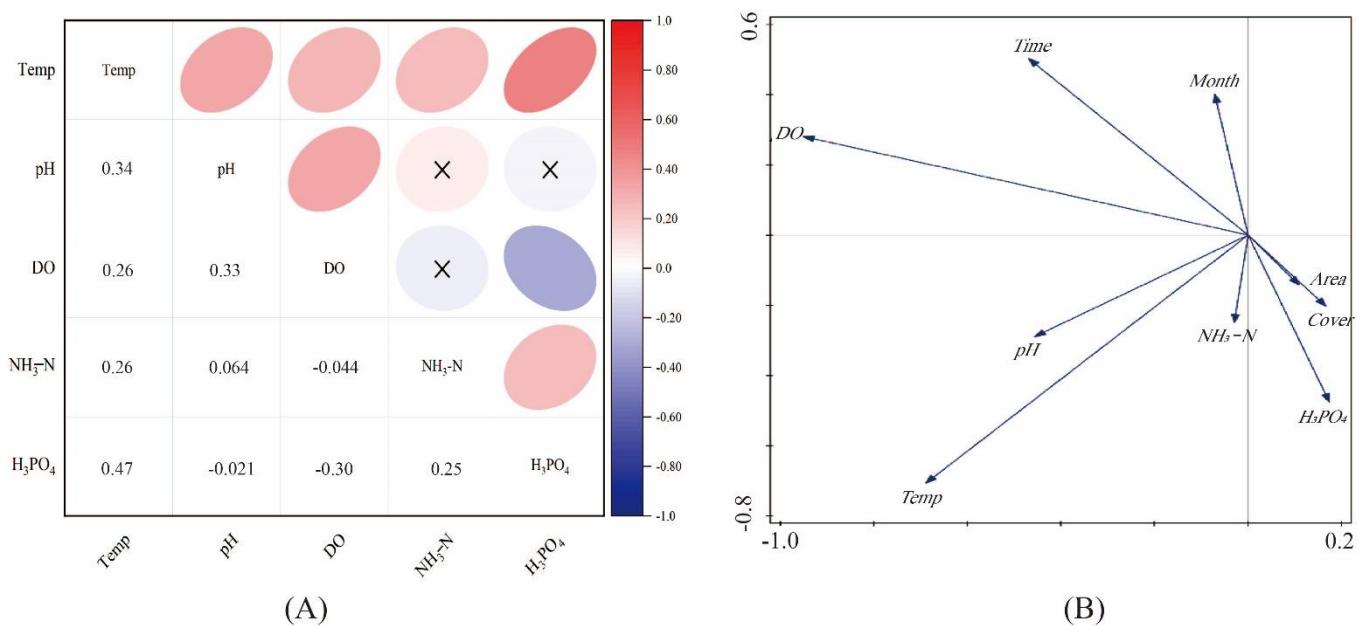 Temp Temp
pH 0.34 pH X X
DO 0.26 0.33 DO X
NH₃-N 0.26 0.064 -0.044 NH₃-N
H₃PO₄ 0.47 -0.021 -0.30 0.25 H₃PO₄
Temp pH DO NH₃-N H₃PO₄
1.0
0.80
0.60
0.40
0.20
0.0
-0.20
-0.40
-0.60
-0.80
-1.0
(A)
0.6
Time
Month
DO
Area
Cover
NH₃-N
pH
H₃PO₄
Temp
-0.8
-1.0 0.2
(B)